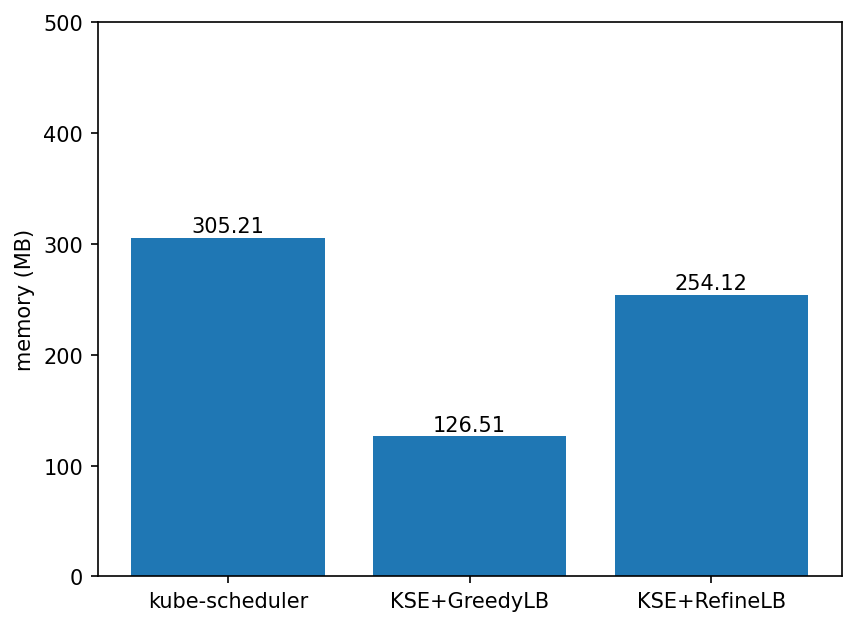 500
400
300
200
100
0
memory (MB)
305.21
126.51
254.12
kube-scheduler
KSE+GreedyLB
KSE+RefineLB